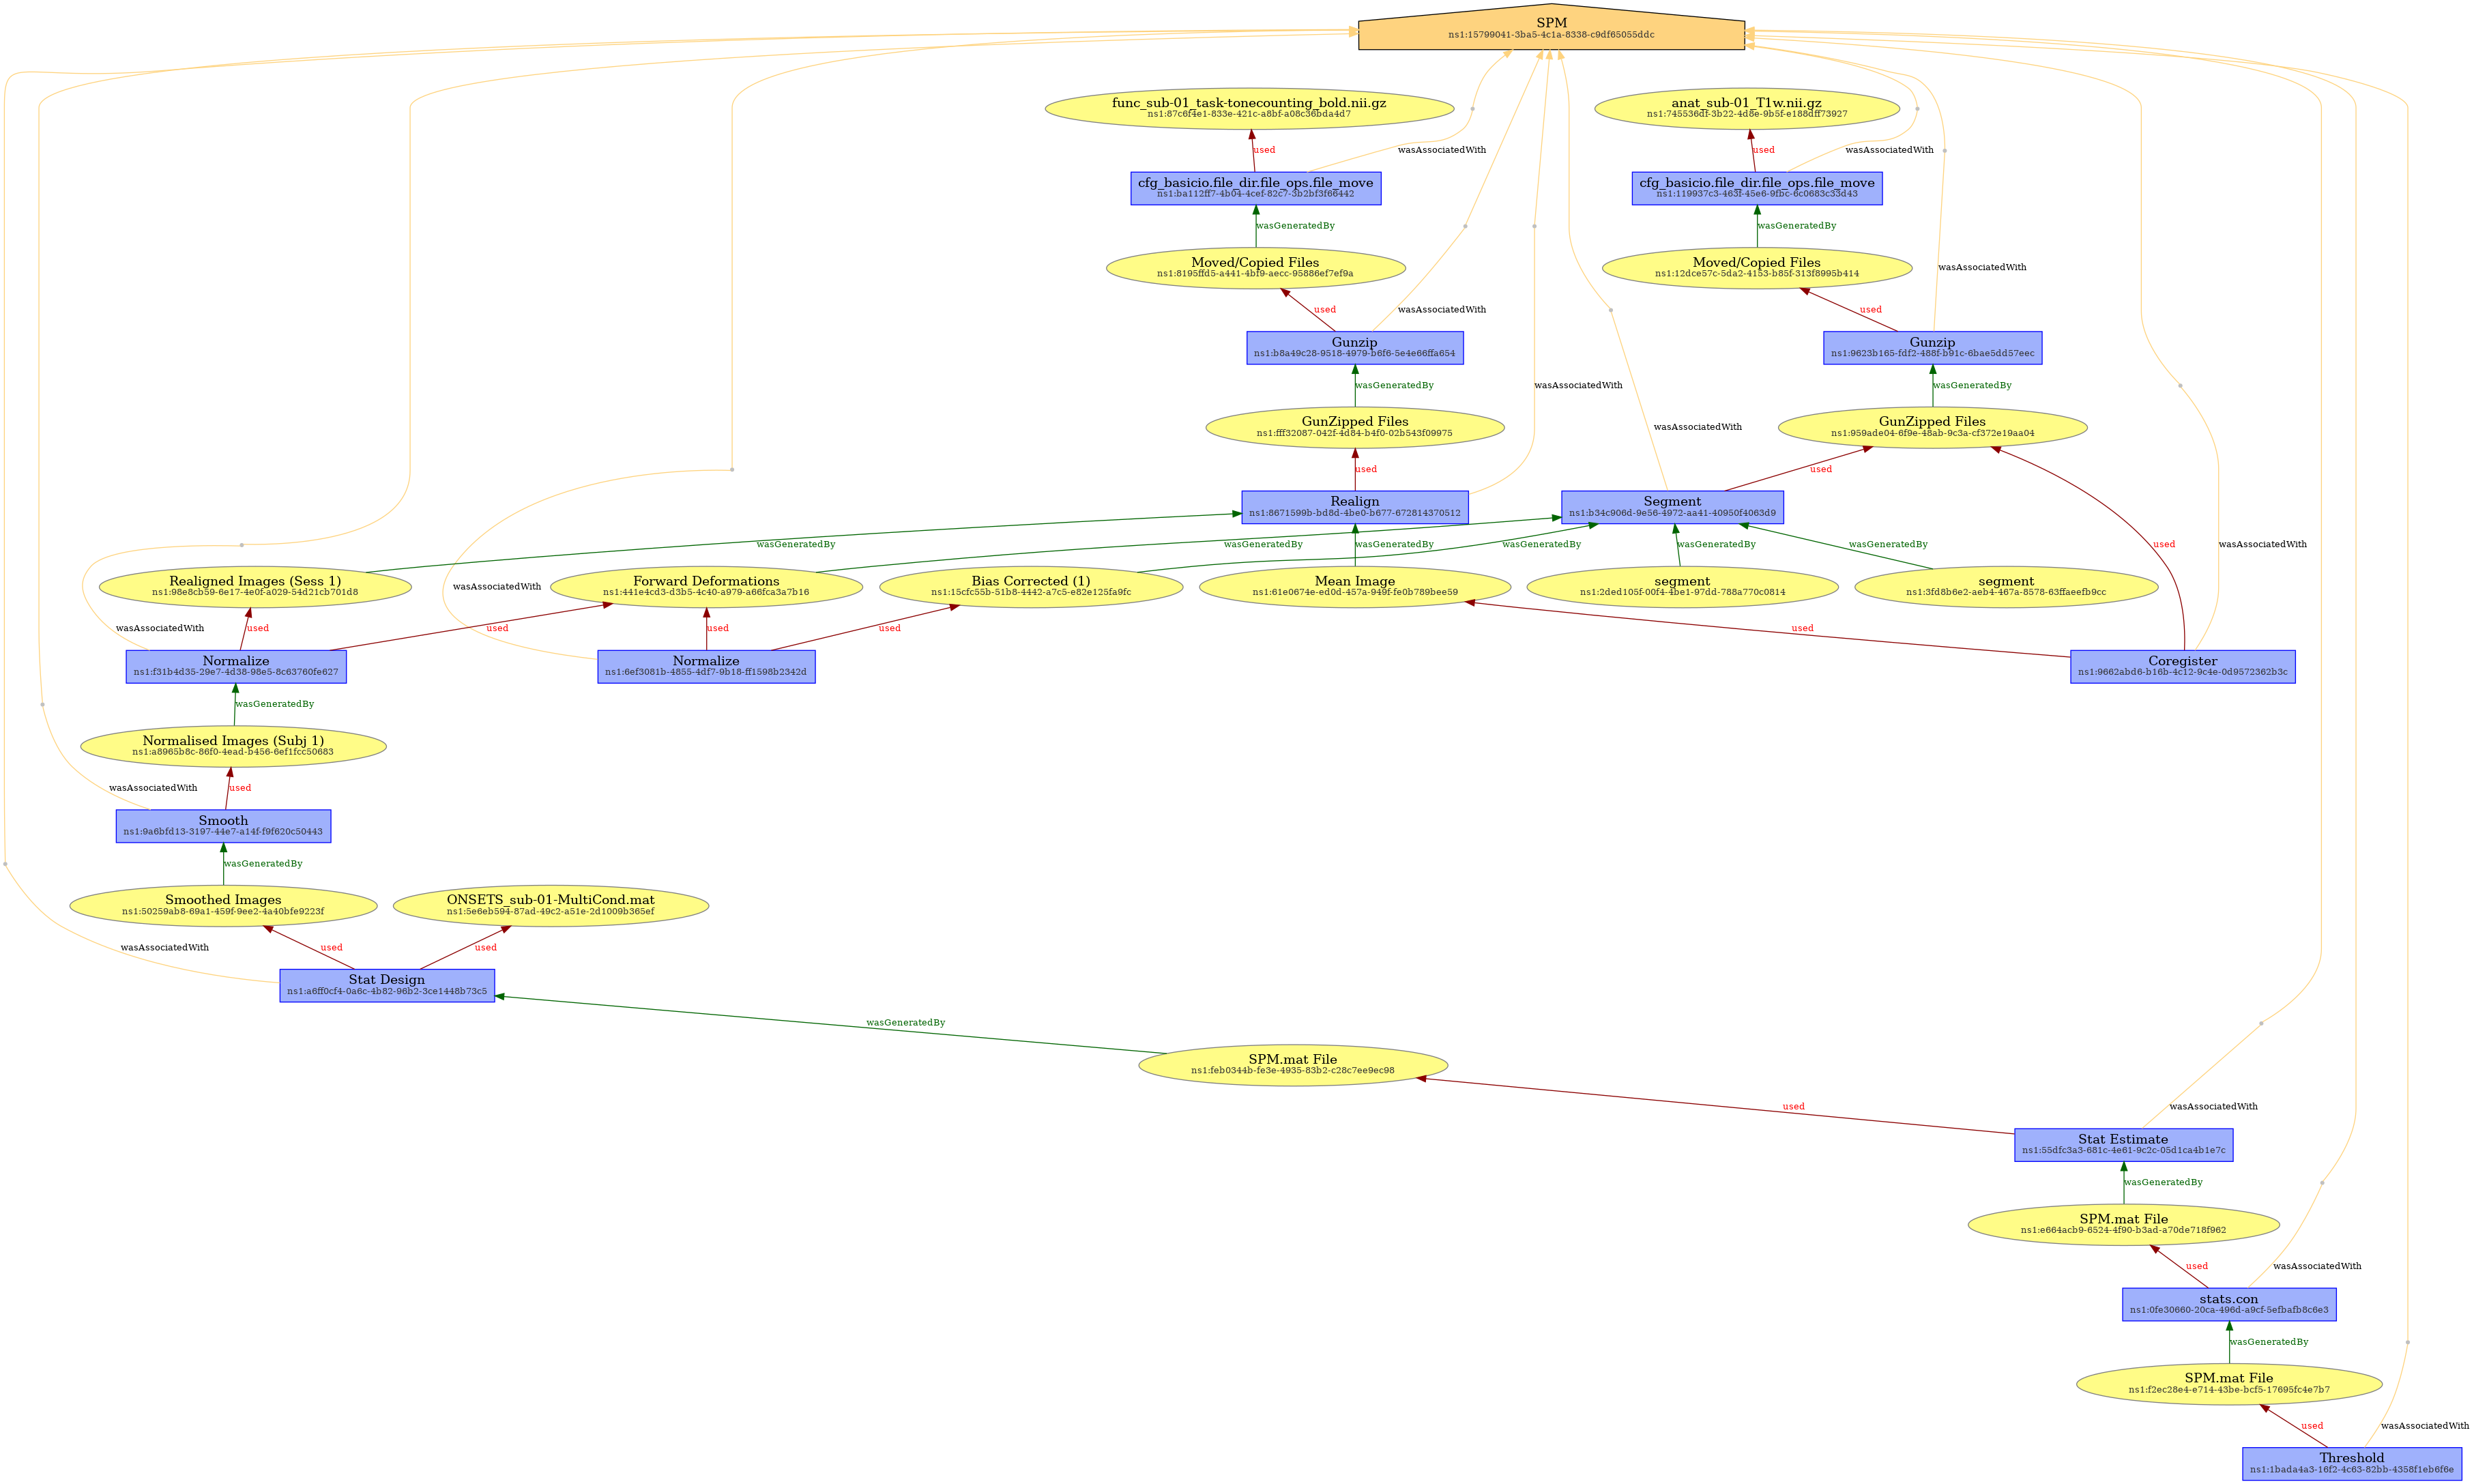 SPM
ns1:15799041-3ba5-4c1a-8338-c9df65055ddc
func_sub-01_task-tonecounting_bold.nii.gz
ns1:87c6f4e1-833e-421c-a8bf-a08c36bda4d7
anat_sub-01_T1w.nii.gz
ns1:745536df-3b22-4d8e-9b5f-e188dff73927
used
wasAssociatedWith
used
wasAssociatedWith
cfg_basicio.file_dir.file_ops.file_move
ns1:ba112ff7-4b04-4cef-82c7-3b2bf3f66442
cfg_basicio.file_dir.file_ops.file_move
ns1:119937c3-463f-45e6-9fbc-6c0683c33d43
wasGeneratedBy
wasGeneratedBy
Moved/Copied Files
ns1:8195ffd5-a441-4bf9-aecc-95886ef7ef9a
Moved/Copied Files
ns1:12dce57c-5da2-4153-b85f-313f8995b414
wasAssociatedWith
used
wasAssociatedWith
used
Gunzip
ns1:b8a49c28-9518-4979-b6f6-5e4e66ffa654
Gunzip
ns1:9623b165-fdf2-488f-b91c-6bae5dd57eec
wasGeneratedBy
wasAssociatedWith
wasGeneratedBy
GunZipped Files
ns1:fff32087-042f-4d84-b4f0-02b543f09975
GunZipped Files
ns1:959ade04-6f9e-48ab-9c3a-cf372e19aa04
wasAssociatedWith
used
used
Realign
ns1:8671599b-bd8d-4be0-b677-672814370512
Segment
ns1:b34c906d-9e56-4972-aa41-40950f4063d9
wasGeneratedBy
wasGeneratedBy
wasGeneratedBy
wasGeneratedBy
wasGeneratedBy
wasGeneratedBy
used
wasAssociatedWith
Realigned Images (Sess 1)
ns1:98e8cb59-6e17-4e0f-a029-54d21cb701d8
wasAssociatedWith
Forward Deformations
ns1:441e4cd3-d3b5-4c40-a979-a66fca3a7b16
Bias Corrected (1)
ns1:15cfc55b-51b8-4442-a7c5-e82e125fa9fc
Mean Image
ns1:61e0674e-ed0d-457a-949f-fe0b789bee59
segment
ns1:2ded105f-00f4-4be1-97dd-788a770c0814
segment
ns1:3fd8b6e2-aeb4-467a-8578-63ffaeefb9cc
wasAssociatedWith
used
used
used
used
used
Normalize
ns1:f31b4d35-29e7-4d38-98e5-8c63760fe627
Normalize
ns1:6ef3081b-4855-4df7-9b18-ff1598b2342d
Coregister
ns1:9662abd6-b16b-4c12-9c4e-0d9572362b3c
wasGeneratedBy
Normalised Images (Subj 1)
ns1:a8965b8c-86f0-4ead-b456-6ef1fcc50683
wasAssociatedWith
used
Smooth
ns1:9a6bfd13-3197-44e7-a14f-f9f620c50443
wasGeneratedBy
Smoothed Images
ns1:50259ab8-69a1-459f-9ee2-4a40bfe9223f
ONSETS_sub-01-MultiCond.mat
ns1:5e6eb594-87ad-49c2-a51e-2d1009b365ef
wasAssociatedWith
used
used
Stat Design
ns1:a6ff0cf4-0a6c-4b82-96b2-3ce1448b73c5
wasGeneratedBy
SPM.mat File
ns1:feb0344b-fe3e-4935-83b2-c28c7ee9ec98
used
wasAssociatedWith
Stat Estimate
ns1:55dfc3a3-681c-4e61-9c2c-05d1ca4b1e7c
wasGeneratedBy
SPM.mat File
ns1:e664acb9-6524-4f90-b3ad-a70de718f962
used
wasAssociatedWith
stats.con
ns1:0fe30660-20ca-496d-a9cf-5efbafb8c6e3
wasGeneratedBy
SPM.mat File
ns1:f2ec28e4-e714-43be-bcf5-17695fc4e7b7
used
wasAssociatedWith
Threshold
ns1:1bada4a3-16f2-4c63-82bb-4358f1eb6f6e